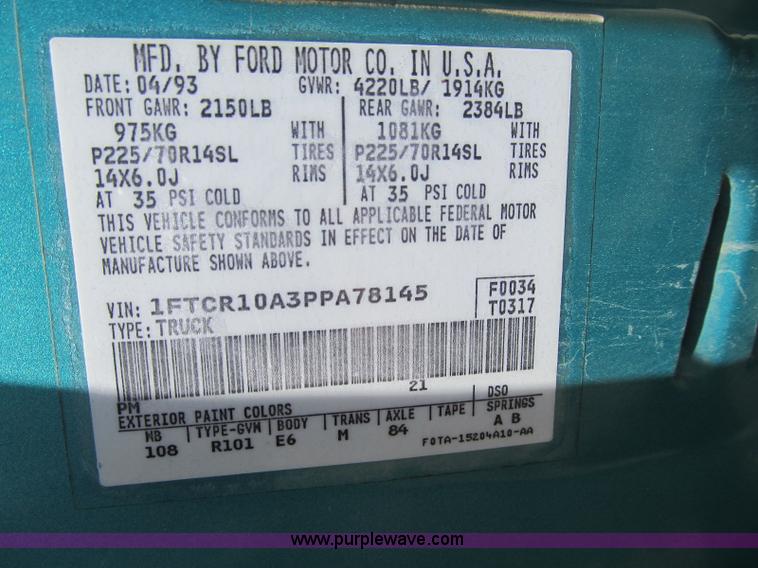 MFD. BY FORD MOTOR CO. IN U.S.A.
DATE: 04/93 GVWR: 4220LB/ 1914KG
FRONT GAWR: 2150LB REAR GAWR: 2384LB
975KG WITH 1081KG WITH
P225/70R14SL TIRES P225/70R14SL TIRES
14X6.0J RIMS 14X6.0J RIMS
AT 35 PSI COLD AT 35 PSI COLD
THIS VEHICLE CONFORMS TO ALL APPLICABLE FEDERAL MOTOR
VEHICLE SAFETY STANDARDS IN EFFECT ON THE DATE OF
MANUFACTURE SHOWN ABOVE.
VIN: 1FTCR10A3PPA78145 F0034
TYPE: TRUCK T0317
21
PM DSO
EXTERIOR PAINT COLORS
WB TYPE-GVM BODY TRANS AXLE TAPE SPRINGS
108 R101 E6 M 84 A B
F0TA-15204A10-AA
www.purplewave.com